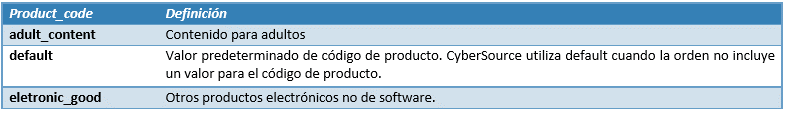 Product_code Definición
adult_content Contenido para adultos
default Valor predeterminado de código de producto. CyberSource utiliza default cuando la orden no incluye
un valor para el código de producto.
eletronic_good Otros productos electrónicos no de software.